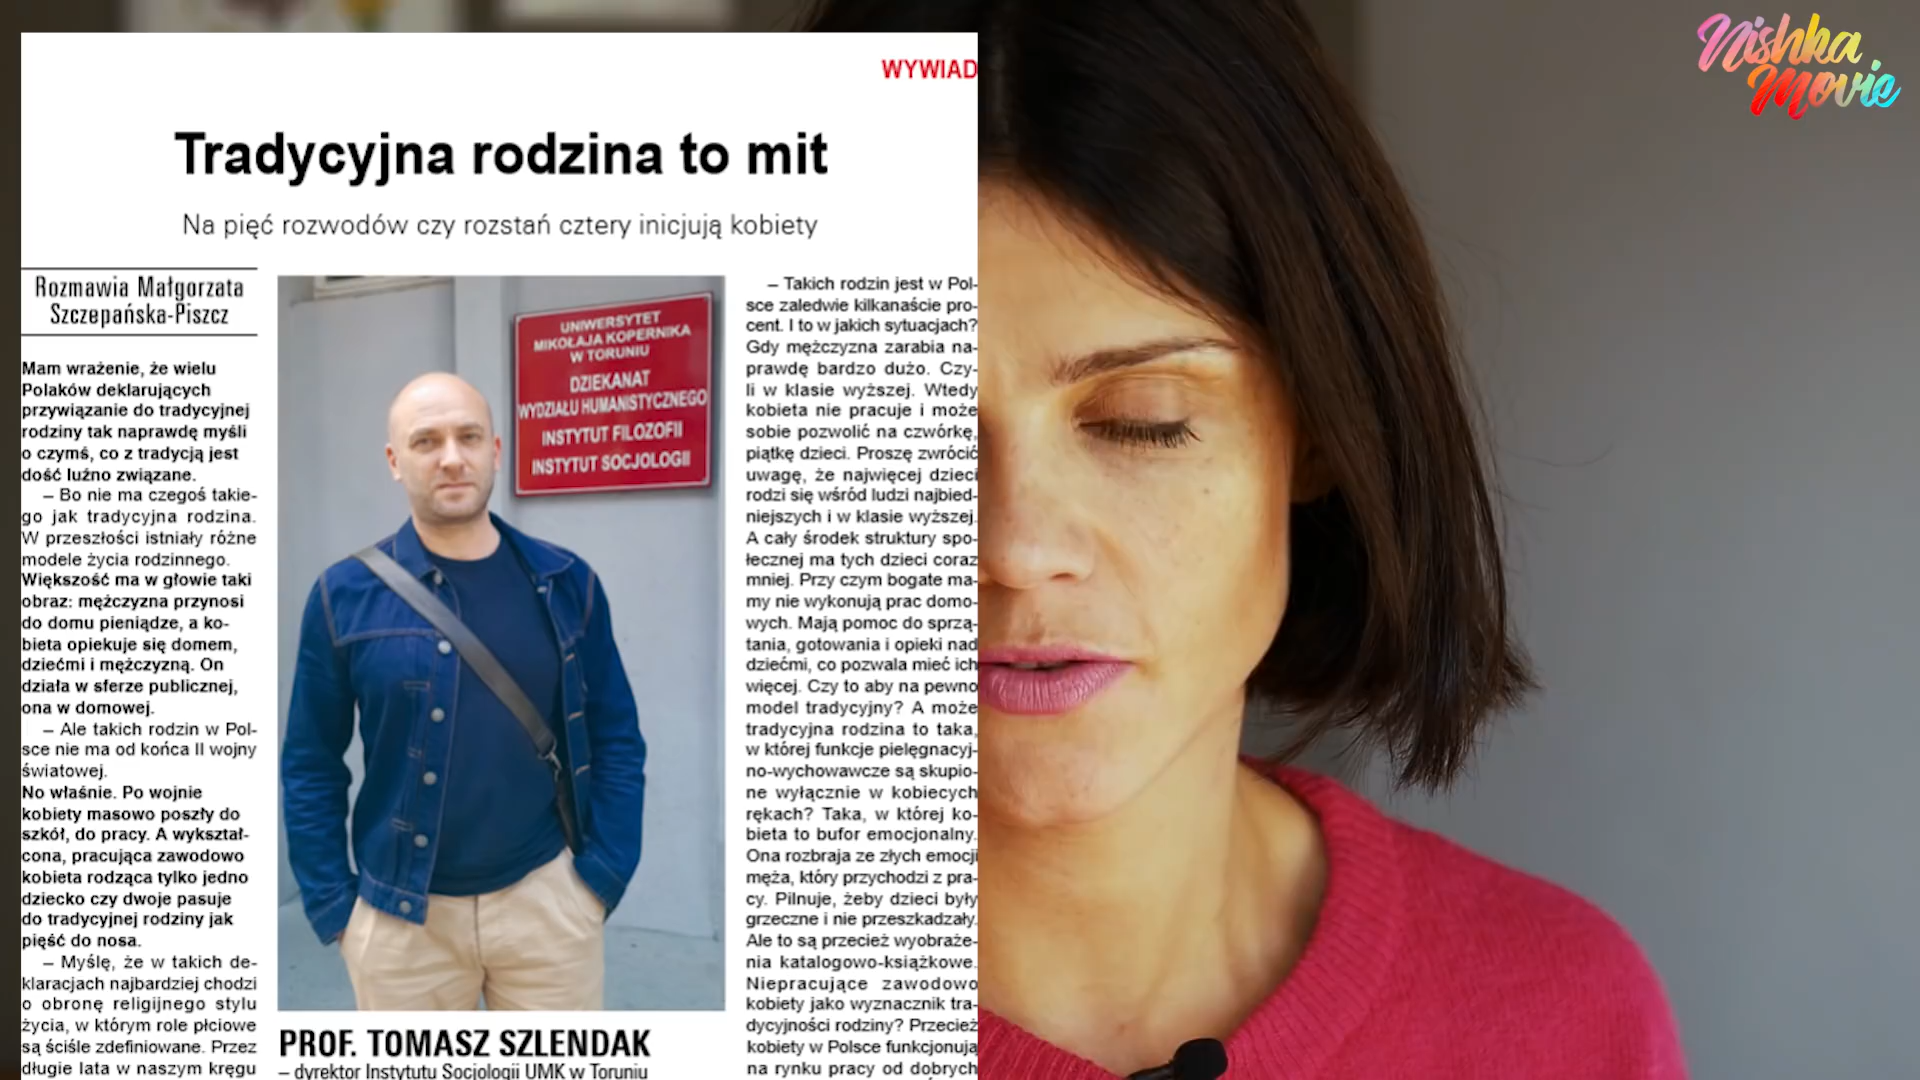 Nishka
Movie
WYWIAD
Tradycyjna rodzina to mit
Na pięć rozwodów czy rozstań cztery inicjują kobiety
Rozmawia Małgorzata
Szczepańska-Piszcz
Mam wrażenie, że wielu
Polaków deklarujących
przywiązanie do tradycyjnej
rodziny tak naprawdę myśli
o czymś, co z tradycją jest
dość luźno związane.
– Bo nie ma czegoś takie-
go jak tradycyjna rodzina.
W przeszłości istniały różne
modele życia rodzinnego.
Większość ma w głowie taki
obraz: mężczyzna przynosi
do domu pieniądze, a ko-
bieta opiekuje się domem,
dziećmi i mężczyzną. On
działa w sferze publicznej,
ona w domowej.
– Ale takich rodzin w Pol-
sce nie ma od końca II wojny
światowej.
No właśnie. Po wojnie
kobiety masowo poszły do
szkół, do pracy. A wykształ-
cona, pracująca zawodowo
kobieta rodząca tylko jedno
dziecko czy dwoje pasuje
do tradycyjnej rodziny jak
pięść do nosa.
– Myślę, że w takich de-
klaracjach najbardziej chodzi
o obronę religijnego stylu
życia, w którym role płciowe
są ściśle zdefiniowane. Przez
długie lata w naszym kręgu
UNIWERSYTET
MIKOŁAJA KOPERNIKA
W TORUNIU
DZIEKANAT
WYDZIAŁU HUMANISTYCZNEGO
INSTYTUT FILOZOFII
INSTYTUT SOCJOLOGII
PROF. TOMASZ SZLENDAK
– dyrektor Instytutu Socjologii UMK w Toruniu
– Takich rodzin jest w Pol-
sce zaledwie kilkanaście pro-
cent. I to w jakich sytuacjach?
Gdy mężczyzna zarabia na-
prawdę bardzo dużo. Czy-
li w klasie wyższej. Wtedy
kobieta nie pracuje i może
sobie pozwolić na czwórkę,
piątkę dzieci. Proszę zwrócić
uwagę, że najwięcej dzieci
rodzi się wśród ludzi najbied-
niejszych i w klasie wyższej.
A cały środek struktury spo-
łecznej ma tych dzieci coraz
mniej. Przy czym bogate ma-
my nie wykonują prac domo-
wych. Mają pomoc do sprzą-
tania, gotowania i opieki nad
dziećmi, co pozwala mieć ich
więcej. Czy to aby na pewno
model tradycyjny? A może
tradycyjna rodzina to taka,
w której funkcje pielęgnacyj-
no-wychowawcze są skupio-
ne wyłącznie w kobiecych
rękach? Taka, w której ko-
bieta to bufor emocjonalny.
Ona rozbraja ze złych emocji
męża, który przychodzi z pra-
cy. Pilnuje, żeby dzieci były
grzeczne i nie przeszkadzały.
Ale to są przecież wyobraże-
nia katalogowo-książkowe.
Niepracujące zawodowo
kobiety jako wyznacznik tra-
dycyjności rodziny? Przecież
kobiety w Polsce funkcjonują
na rynku pracy od dobrych